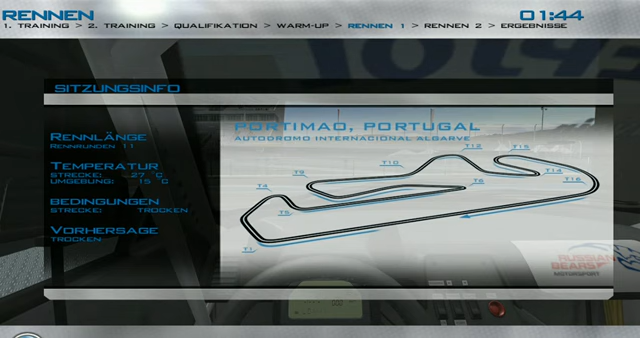 RENNEN
01:44
1. TRAINING > 2. TRAINING > QUALIFIKATION > WARM-UP > RENNEN 1 > RENNEN 2 > ERGEBNISSE
SITZUNGSINFO
RENNLÄNGE
RENNRUNDEN 11
TEMPERATUR
STRECKE: 27 °C
UMGEBUNG: 15 °C
BEDINGUNGEN
STRECKE: TROCKEN
VORHERSAGE
TROCKEN
PORTIMAO, PORTUGAL
AUTODROMO INTERNACIONAL ALGARVE
T12
T15
T10
T14
T9
T6
T4
T5
T1
RUSSIAN
BEARS
MOTORSPORT